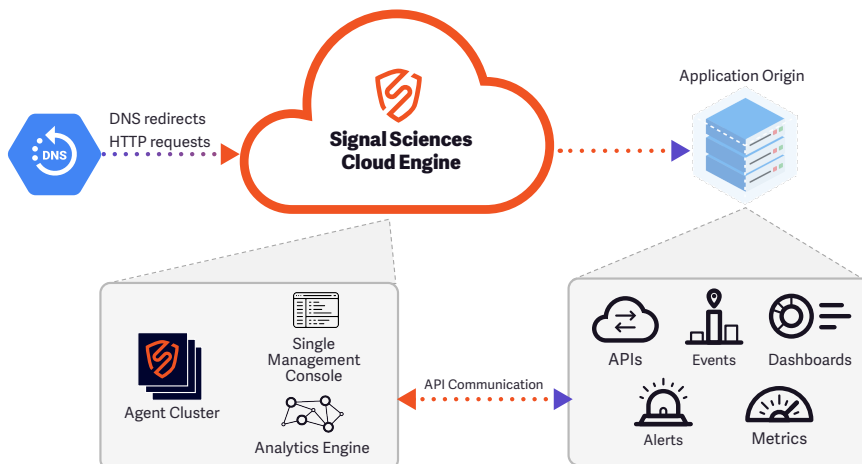 Application Origin
DNS redirects
HTTP requests
DNS
Signal Sciences
Cloud Engine
Single
Management
Console
Agent Cluster
Analytics Engine
API Communication
APIs
Events
Dashboards
Alerts
Metrics